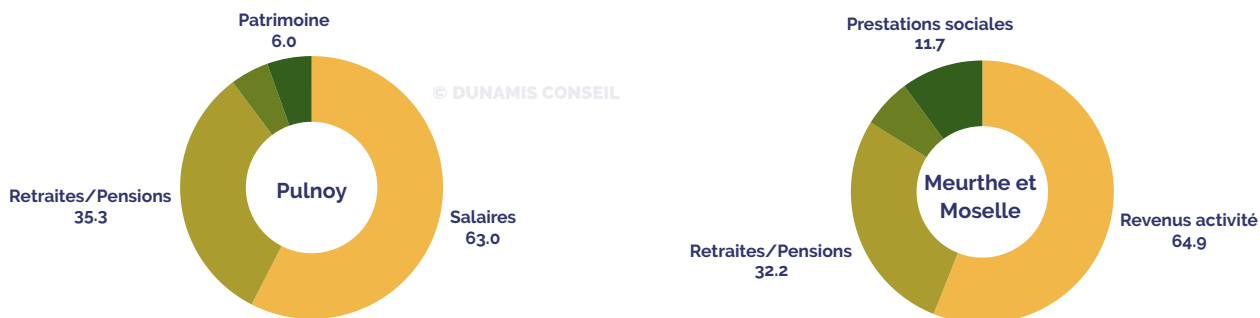 Patrimoine
6.0
Retraites/Pensions
35.3
Pulnoy
Salaires
63.0
© DUNAMIS CONSEIL
Prestations sociales
11.7
Retraites/Pensions
32.2
Meurthe et
Moselle
Revenus activité
64.9